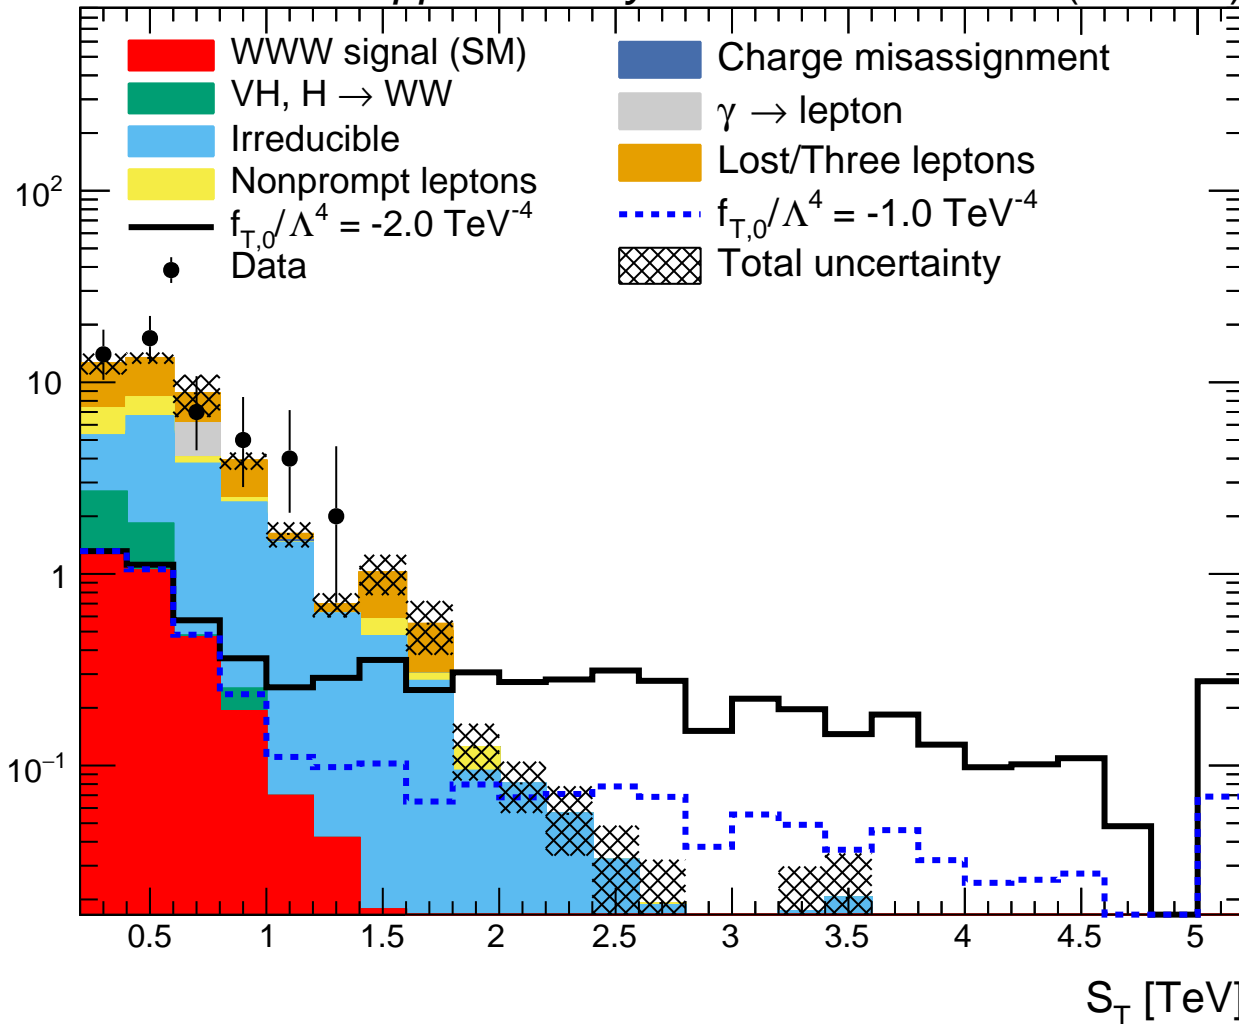 WWW signal (SM)
VH, H → WW
Irreducible
Nonprompt leptons
f_{T,0}/Λ^4 = -2.0 TeV^{-4}
Data
Charge misassignment
γ → lepton
Lost/Three leptons
f_{T,0}/Λ^4 = -1.0 TeV^{-4}
Total uncertainty
10^2
10
1
10^{-1}
0.5 1 1.5 2 2.5 3 3.5 4 4.5 5
S_T [TeV]